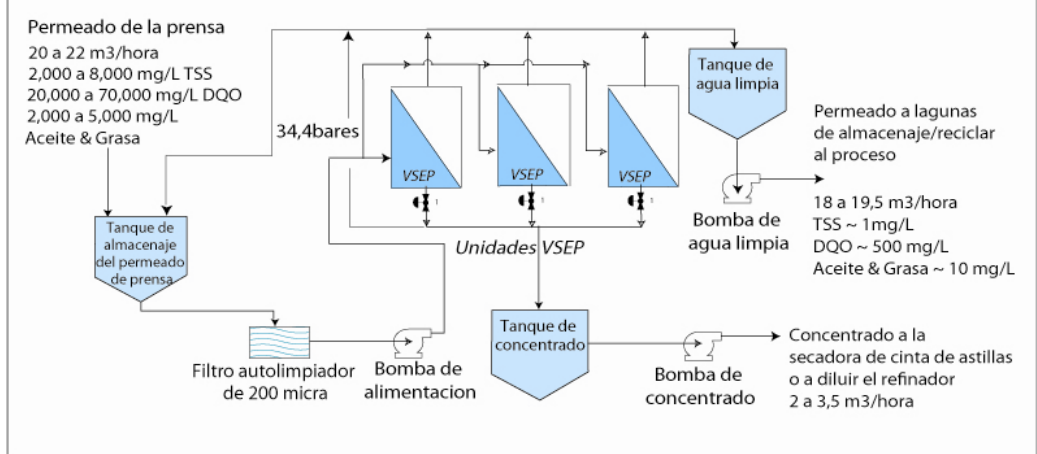 Permeado de la prensa
20 a 22 m3/hora
2,000 a 8,000 mg/L TSS
20,000 a 70,000 mg/L DQO
2,000 a 5,000 mg/L
Aceite & Grasa
34,4bares
VSEP
VSEP
VSEP
1
1
1
Unidades VSEP
Tanque de
agua limpia
Permeado a lagunas
de almacenaje/reciclar
al proceso
Bomba de
agua limpia
18 a 19,5 m3/hora
TSS ~ 1mg/L
DQO ~ 500 mg/L
Aceite & Grasa ~ 10 mg/L
Tanque de
almacenaje
del permeado
de prensa
Filtro autolimpiador
de 200 micra
Bomba de
alimentacion
Tanque de
concentrado
Bomba de
concentrado
Concentrado a la
secadora de cinta de astillas
o a diluir el refinador
2 a 3,5 m3/hora